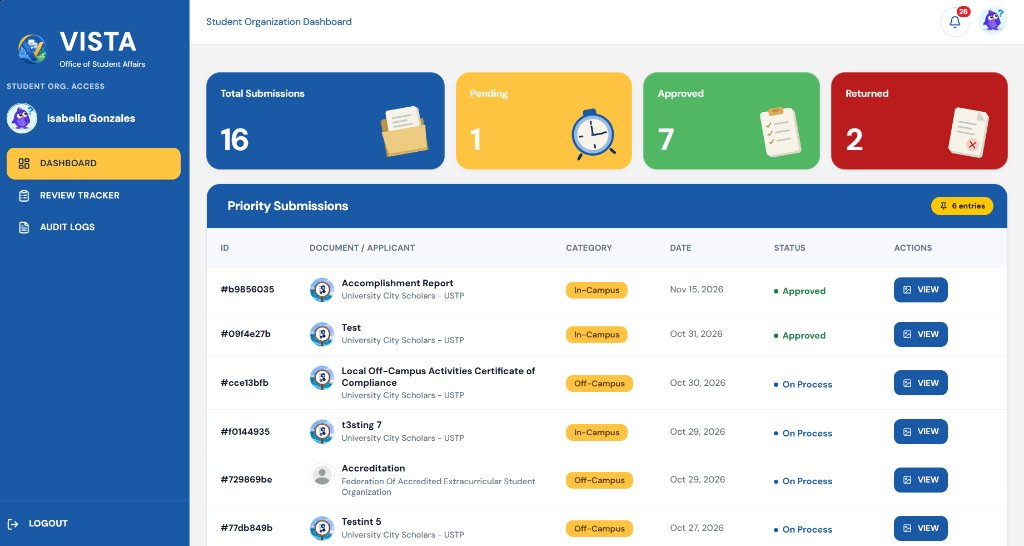 VISTA
Office of Student Affairs
STUDENT ORG. ACCESS
Isabella Gonzales
DASHBOARD
REVIEW TRACKER
AUDIT LOGS
LOGOUT
Student Organization Dashboard
26
Total Submissions
16
Pending
1
Approved
7
Returned
2
Priority Submissions
6 entries
ID DOCUMENT / APPLICANT CATEGORY DATE STATUS ACTIONS
#b9856035 Accomplishment Report In-Campus Nov 15, 2026 Approved VIEW
University City Scholars - USTP
#09f4e27b Test In-Campus Oct 31, 2026 Approved VIEW
University City Scholars - USTP
#cce13bfb Local Off-Campus Activities Certificate of Off-Campus Oct 30, 2026 On Process VIEW
Compliance
University City Scholars - USTP
#f0144935 t3sting 7 In-Campus Oct 29, 2026 On Process VIEW
University City Scholars - USTP
#729869be Accreditation Off-Campus Oct 29, 2026 On Process VIEW
Federation Of Accredited Extracurricular Student
Organization
#77db849b Testint 5 Off-Campus Oct 27, 2026 On Process VIEW
University City Scholars - USTP